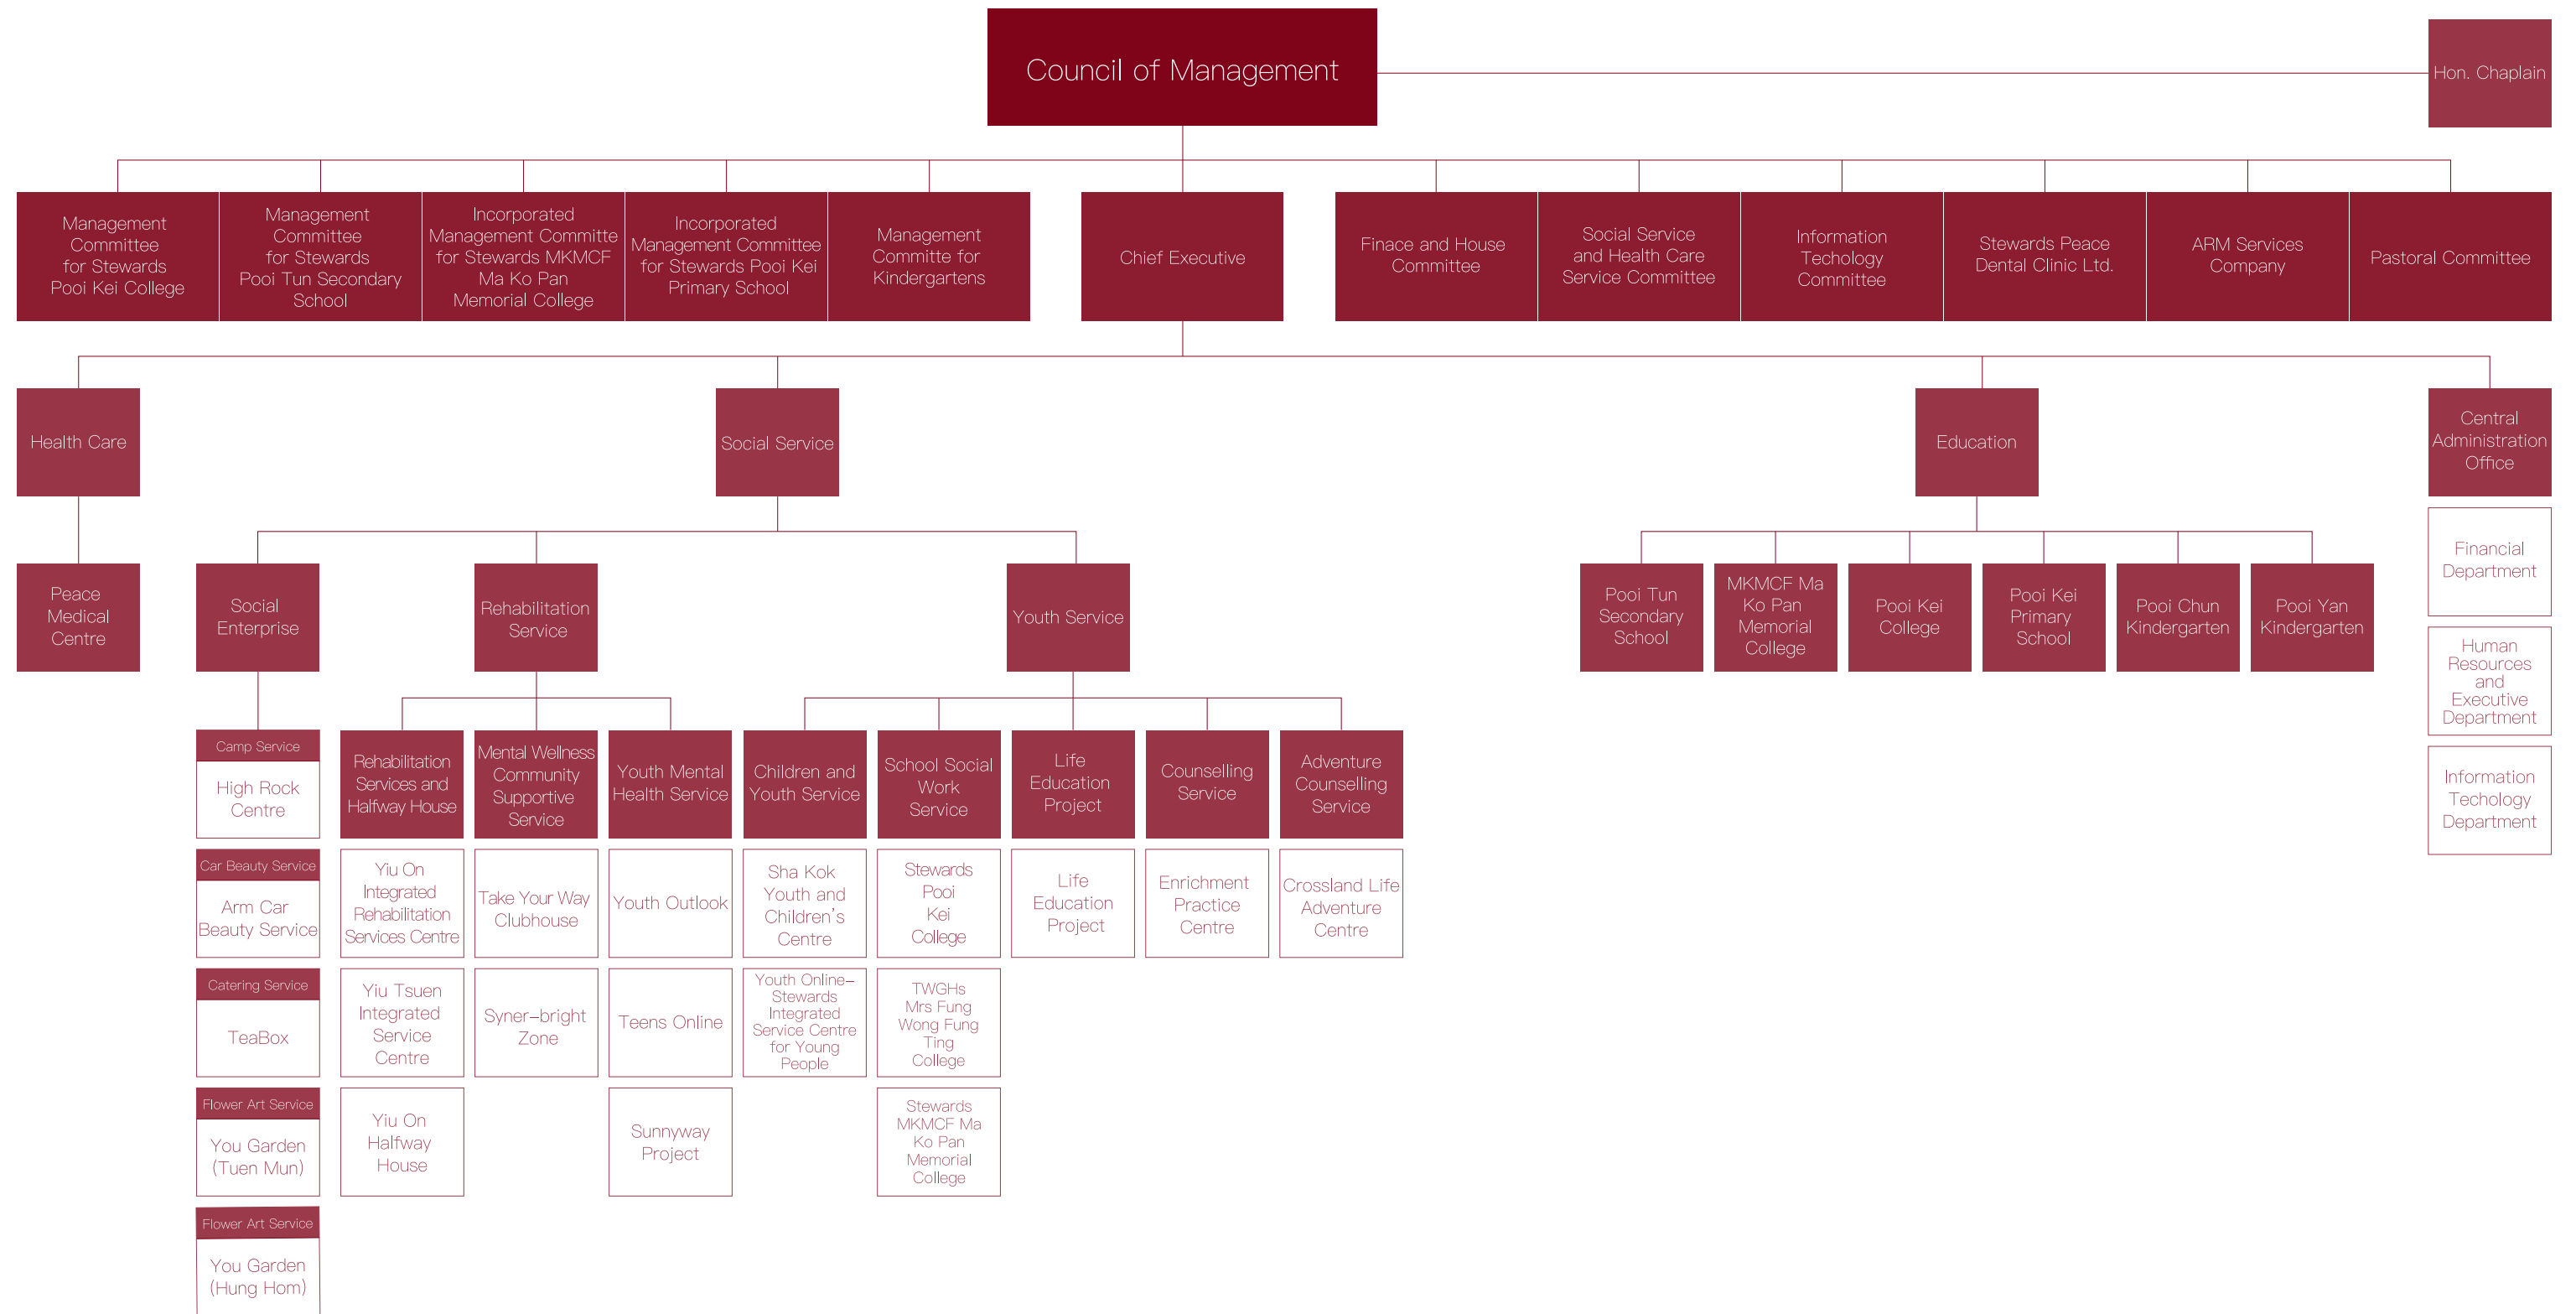 Council of Management
Hon. Chaplain
Management
Committee
for Stewards
Pooi Kei College
Management
Committee
for Stewards
Pooi Tun Secondary
School
Incorporated
Management Committe
for Stewards MKMCF
Ma Ko Pan
Memorial College
Incorporated
Management Committee
for Stewards Pooi Kei
Primary School
Management
Committe for
Kindergartens
Chief Executive
Finace and House
Committee
Social Service
and Health Care
Service Committee
Information
Techology
Committee
Stewards Peace
Dental Clinic Ltd.
ARM Services
Company
Pastoral Committee
Health Care
Social Service
Education
Central
Administration
Office
Peace
Medical
Centre
Social
Enterprise
Rehabilitation
Service
Youth Service
Pooi Tun
Secondary
School
MKMCF Ma
Ko Pan
Memorial
College
Pooi Kei
College
Pooi Kei
Primary
School
Pooi Chun
Kindergarten
Pooi Yan
Kindergarten
Financial
Department
Human
Resources
and
Executive
Department
Information
Techology
Department
Camp Service
High Rock
Centre
Car Beauty Service
Arm Car
Beauty Service
Catering Service
TeaBox
Flower Art Service
You Garden
(Tuen Mun)
Flower Art Service
You Garden
(Hung Hom)
Rehabilitation
Services and
Halfway House
Yiu On
Integrated
Rehabilitation
Services Centre
Yiu Tsuen
Integrated
Service
Centre
Yiu On
Halfway
House
Mental Wellness
Community
Supportive
Service
Take Your Way
Clubhouse
Syner-bright
Zone
Youth Mental
Health Service
Youth Outlook
Teens Online
Sunnyway
Project
Children and
Youth Service
Sha Kok
Youth and
Children's
Centre
Youth Online-
Stewards
Integrated
Service Centre
for Young
People
School Social
Work
Service
Stewards
Pooi
Kei
College
TWGHs
Mrs Fung
Wong Fung
Ting
College
Stewards
MKMCF Ma
Ko Pan
Memorial
College
Life
Education
Project
Life
Education
Project
Counselling
Service
Enrichment
Practice
Centre
Adventure
Counselling
Service
Crossland Life
Adventure
Centre